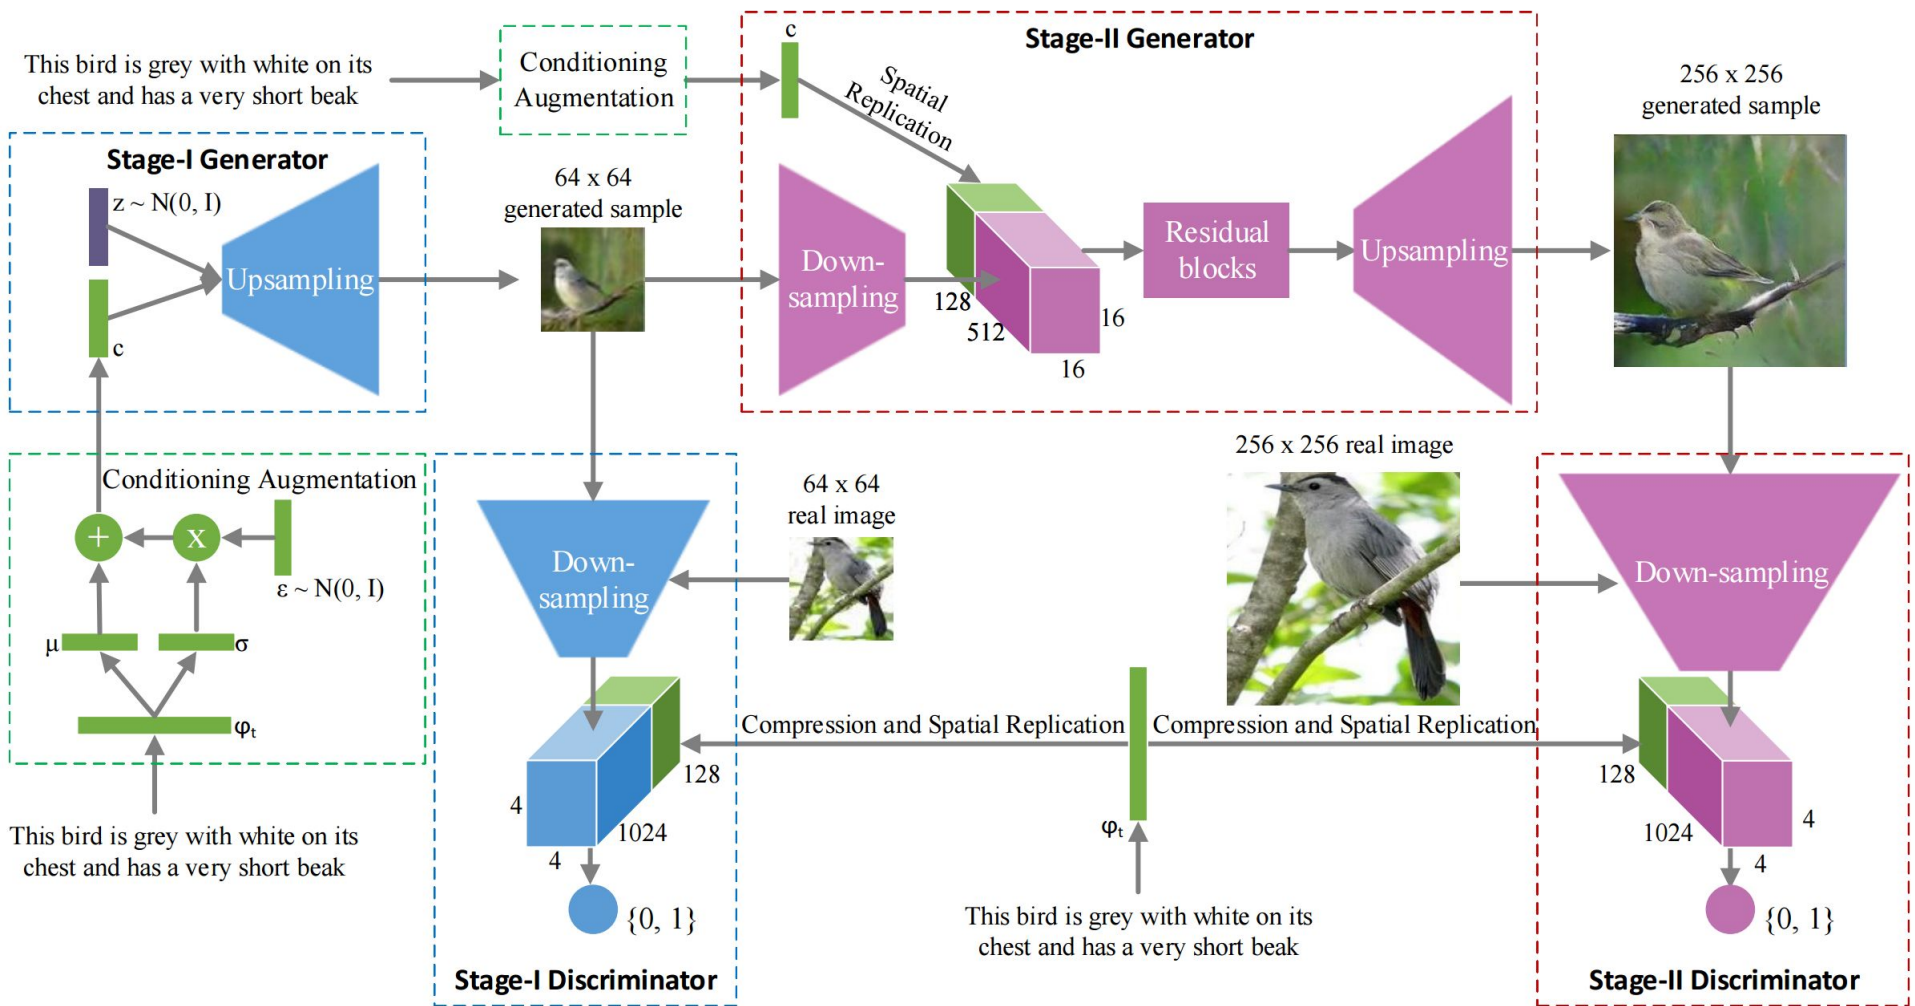 This bird is grey with white on its
chest and has a very short beak
Conditioning
Augmentation
c
Stage-II Generator
Spatial
Replication
256 x 256
generated sample
Stage-I Generator
z ~ N(0, I)
Upsampling
c
64 x 64
generated sample
Down-
sampling
128
512
16
16
Residual
blocks
Upsampling
Conditioning Augmentation
+
x
ε ~ N(0, I)
μ
σ
φt
This bird is grey with white on its
chest and has a very short beak
Down-
sampling
64 x 64
real image
256 x 256 real image
Down-sampling
Compression and Spatial Replication
Compression and Spatial Replication
128
4
1024
4
{0, 1}
Stage-I Discriminator
φt
This bird is grey with white on its
chest and has a very short beak
128
1024
4
4
{0, 1}
Stage-II Discriminator